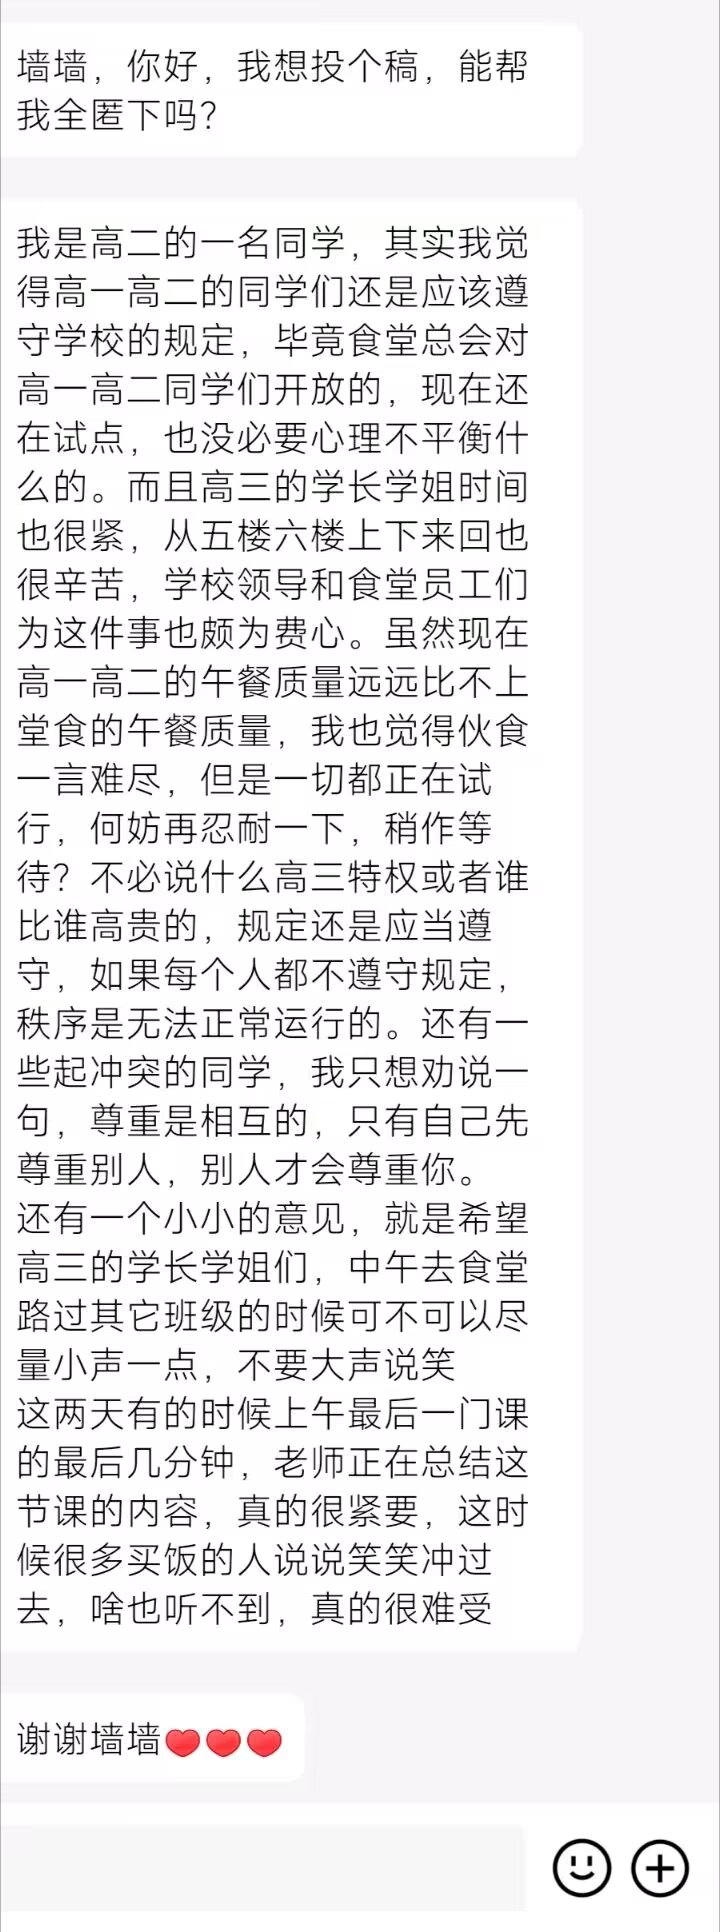 墙墙，你好，我想投个稿，能帮
我全匿下吗？
我是高二的一名同学，其实我觉
得高一高二的同学们还是应该遵
守学校的规定，毕竟食堂总会对
高一高二同学们开放的，现在还
在试点，也没必要心理不平衡什
么的。而且高三的学长学姐时间
也很紧，从五楼六楼上下来回也
很辛苦，学校领导和食堂员工们
为这件事也颇为费心。虽然现在
高一高二的午餐质量远远比不上
堂食的午餐质量，我也觉得伙食
一言难尽，但是一切都正在试
行，何妨再忍耐一下，稍作等
待？不必说什么高三特权或者谁
比谁高贵的，规定还是应当遵
守，如果每个人都不遵守规定，
秩序是无法正常运行的。还有一
些起冲突的同学，我只想劝说一
句，尊重是相互的，只有自己先
尊重别人，别人才会尊重你。
还有一个小小的意见，就是希望
高三的学长学姐们，中午去食堂
路过其它班级的时候可不可以尽
量小声一点，不要大声说笑
这两天有的时候上午最后一门课
的最后几分钟，老师正在总结这
节课的内容，真的很紧要，这时
候很多买饭的人说说笑笑冲过
去，啥也听不到，真的很难受
谢谢墙墙❤❤❤